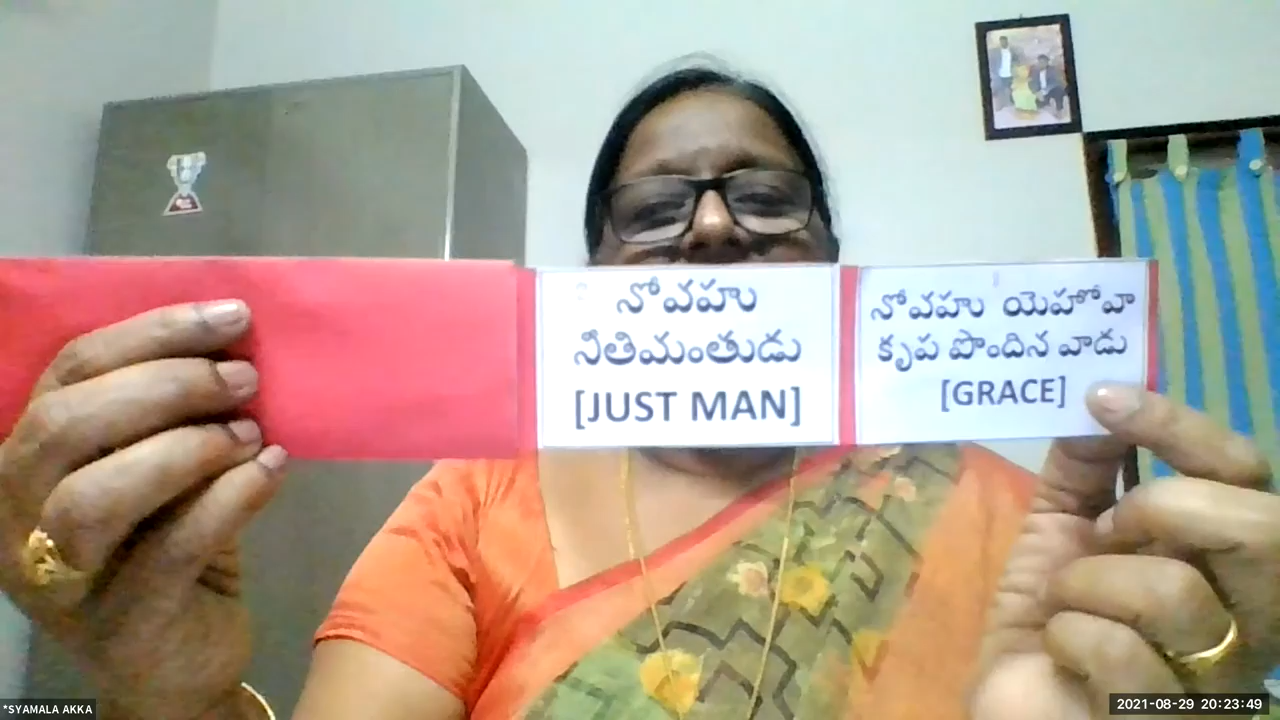 నోవహు
నీతిమంతుడు
[JUST MAN]
నోవహు యెహోవా
కృప పొందిన వాడు
[GRACE]
*SYAMALA AKKA
2021-08-29 20:23:49